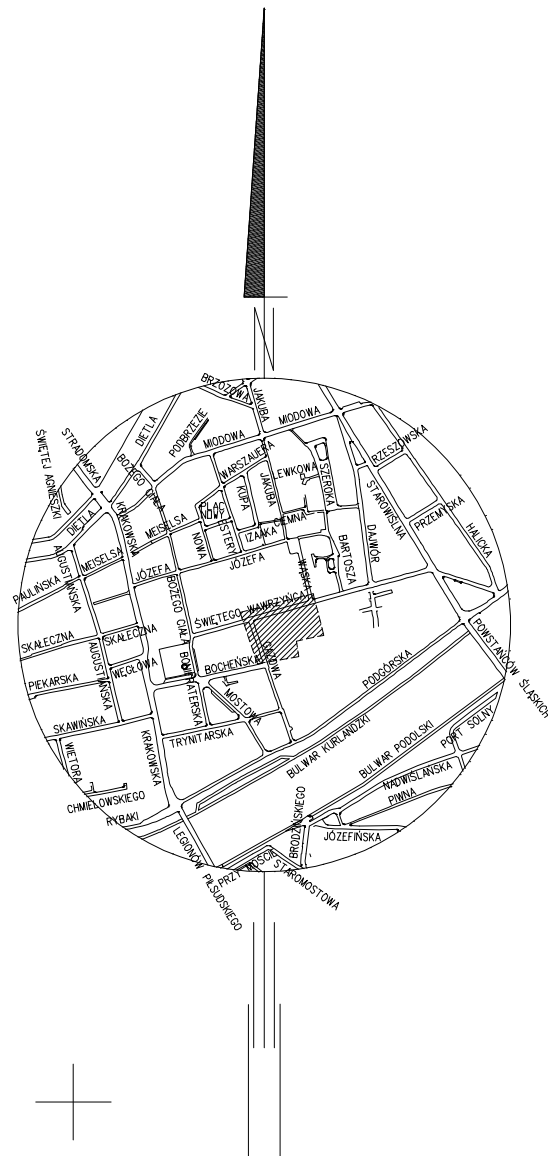 N
BRZOZOWA
JAKUBA
MIODOWA
MIODOWA
PODBRZEZIE
DIETLA
STRADOMSKA
ŚWIĘTEJ AGNIESZKI
BOŻEGO CIAŁA
WARSZAUERA
RZESZOWSKA
LEWKOWA
SZEROKA
JAKUBA
KUPA
PLAC
NOWY
ESTERY
STAROWIŚLNA
PRZEMYSKA
HALICKA
DIETLA
KRAKOWSKA
MEISELSA
NOWA
IZAAKA
CIEMNA
BARTOSZA
DAJWÓR
AUGUSTIAŃSKA
MEISELSA
JÓZEFA
JÓZEFA
WĄSKA
PAULIŃSKA
BOŻEGO CIAŁA
ŚWIĘTEGO WAWRZYŃCA
SKAŁECZNA
SKAŁECZNA
POWSTAŃCÓW ŚLĄSKICH
AUGUSTIAŃSKA
WĘGŁOWA
BOCHEŃSKA
GAZOWA
PODGÓRSKA
PIEKARSKA
BONIFRATERSKA
MOSTOWA
SKAWIŃSKA
TRYNITARSKA
WIETORA
KRAKOWSKA
BULWAR KURLANDZKI
BULWAR PODOLSKI
PORT SOLNY
NADWIŚLAŃSKA
PIWNA
CHMIELOWSKIEGO
RYBAKI
LEGIONÓW PIŁSUDSKIEGO
BRODZIŃSKIEGO
JÓZEFIŃSKA
PRZY MOŚCIE
STAROMOSTOWA